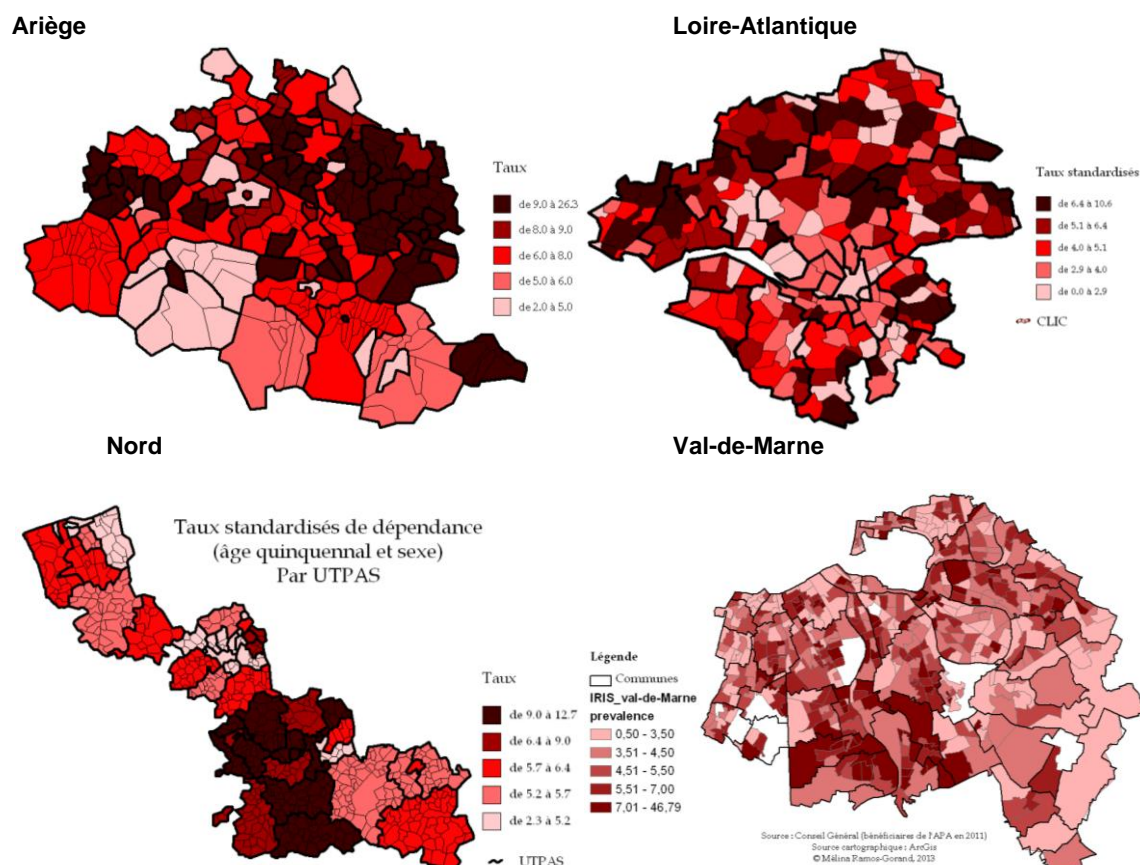 Ariège
Loire-Atlantique
Taux
de 9.0 à 26.3
de 8.0 à 9.0
de 6.0 à 8.0
de 5.0 à 6.0
de 2.0 à 5.0
Taux standardisés
de 6.4 à 10.6
de 5.1 à 6.4
de 4.0 à 5.1
de 2.9 à 4.0
de 0.0 à 2.9
CLIC
Nord
Val-de-Marne
Taux standardisés de dépendance
(âge quinquennal et sexe)
Par UTPAS
Taux
de 9.0 à 12.7
de 6.4 à 9.0
de 5.7 à 6.4
de 5.2 à 5.7
de 2.3 à 5.2
UTPAS
Légende
Communes
IRIS_val-de-Marne
prevalence
0,50 - 3,50
3,51 - 4,50
4,51 - 5,50
5,51 - 7,00
7,01 - 46,79
Source : Conseil Général (bénéficiaires de l'APA en 2011)
Source cartographique : ArcGis
© Mélina Ramos-Gorand, 2013